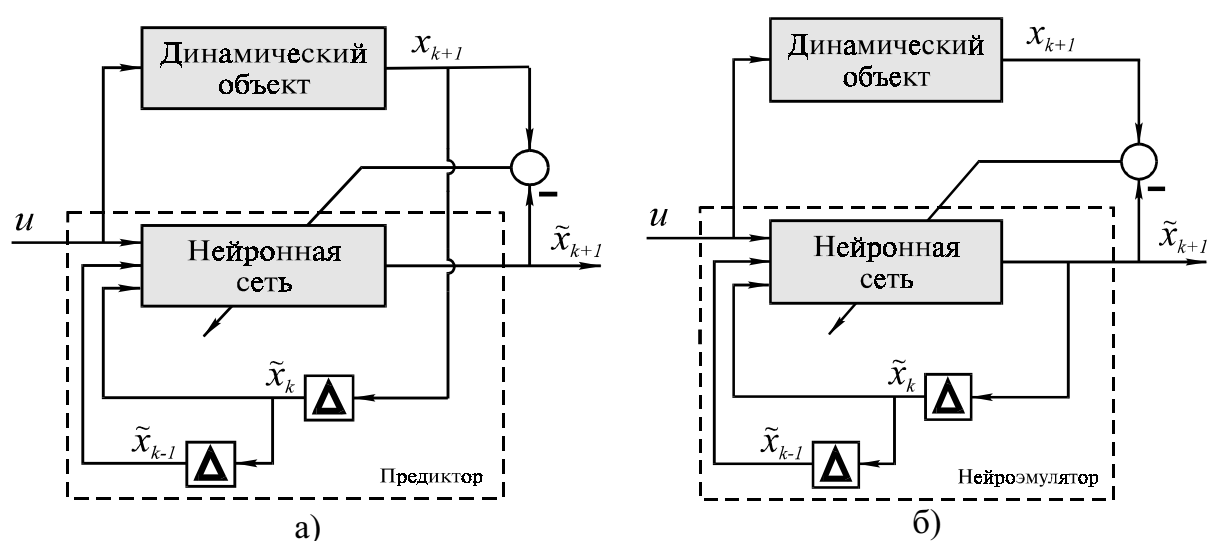 Динамический
объект
x_{k+1}
u
Нейронная
сеть
x̃_{k+1}
x̃_k
Δ
x̃_{k-1}
Δ
Предиктор
а)
Динамический
объект
x_{k+1}
u
Нейронная
сеть
x̃_{k+1}
x̃_k
Δ
x̃_{k-1}
Δ
Нейроэмулятор
б)